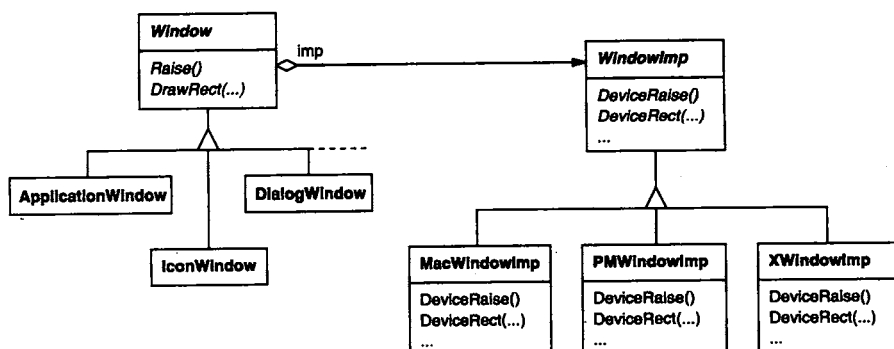 Window
Raise()
DrawRect(...)
imp
WindowImp
DeviceRaise()
DeviceRect(...)
...
ApplicationWindow
DialogWindow
IconWindow
MacWindowImp
DeviceRaise()
DeviceRect(...)
...
PMWindowImp
DeviceRaise()
DeviceRect(...)
...
XWindowImp
DeviceRaise()
DeviceRect(...)
...